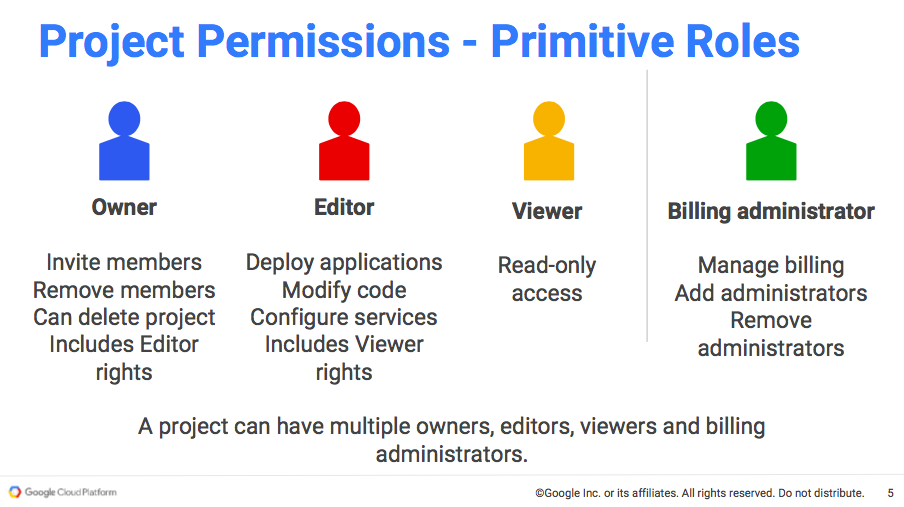 Project Permissions - Primitive Roles
Owner
Invite members
Remove members
Can delete project
Includes Editor
rights
Editor
Deploy applications
Modify code
Configure services
Includes Viewer
rights
Viewer
Read-only
access
Billing administrator
Manage billing
Add administrators
Remove
administrators
A project can have multiple owners, editors, viewers and billing
administrators.
Google Cloud Platform
©Google Inc. or its affiliates. All rights reserved. Do not distribute.
5